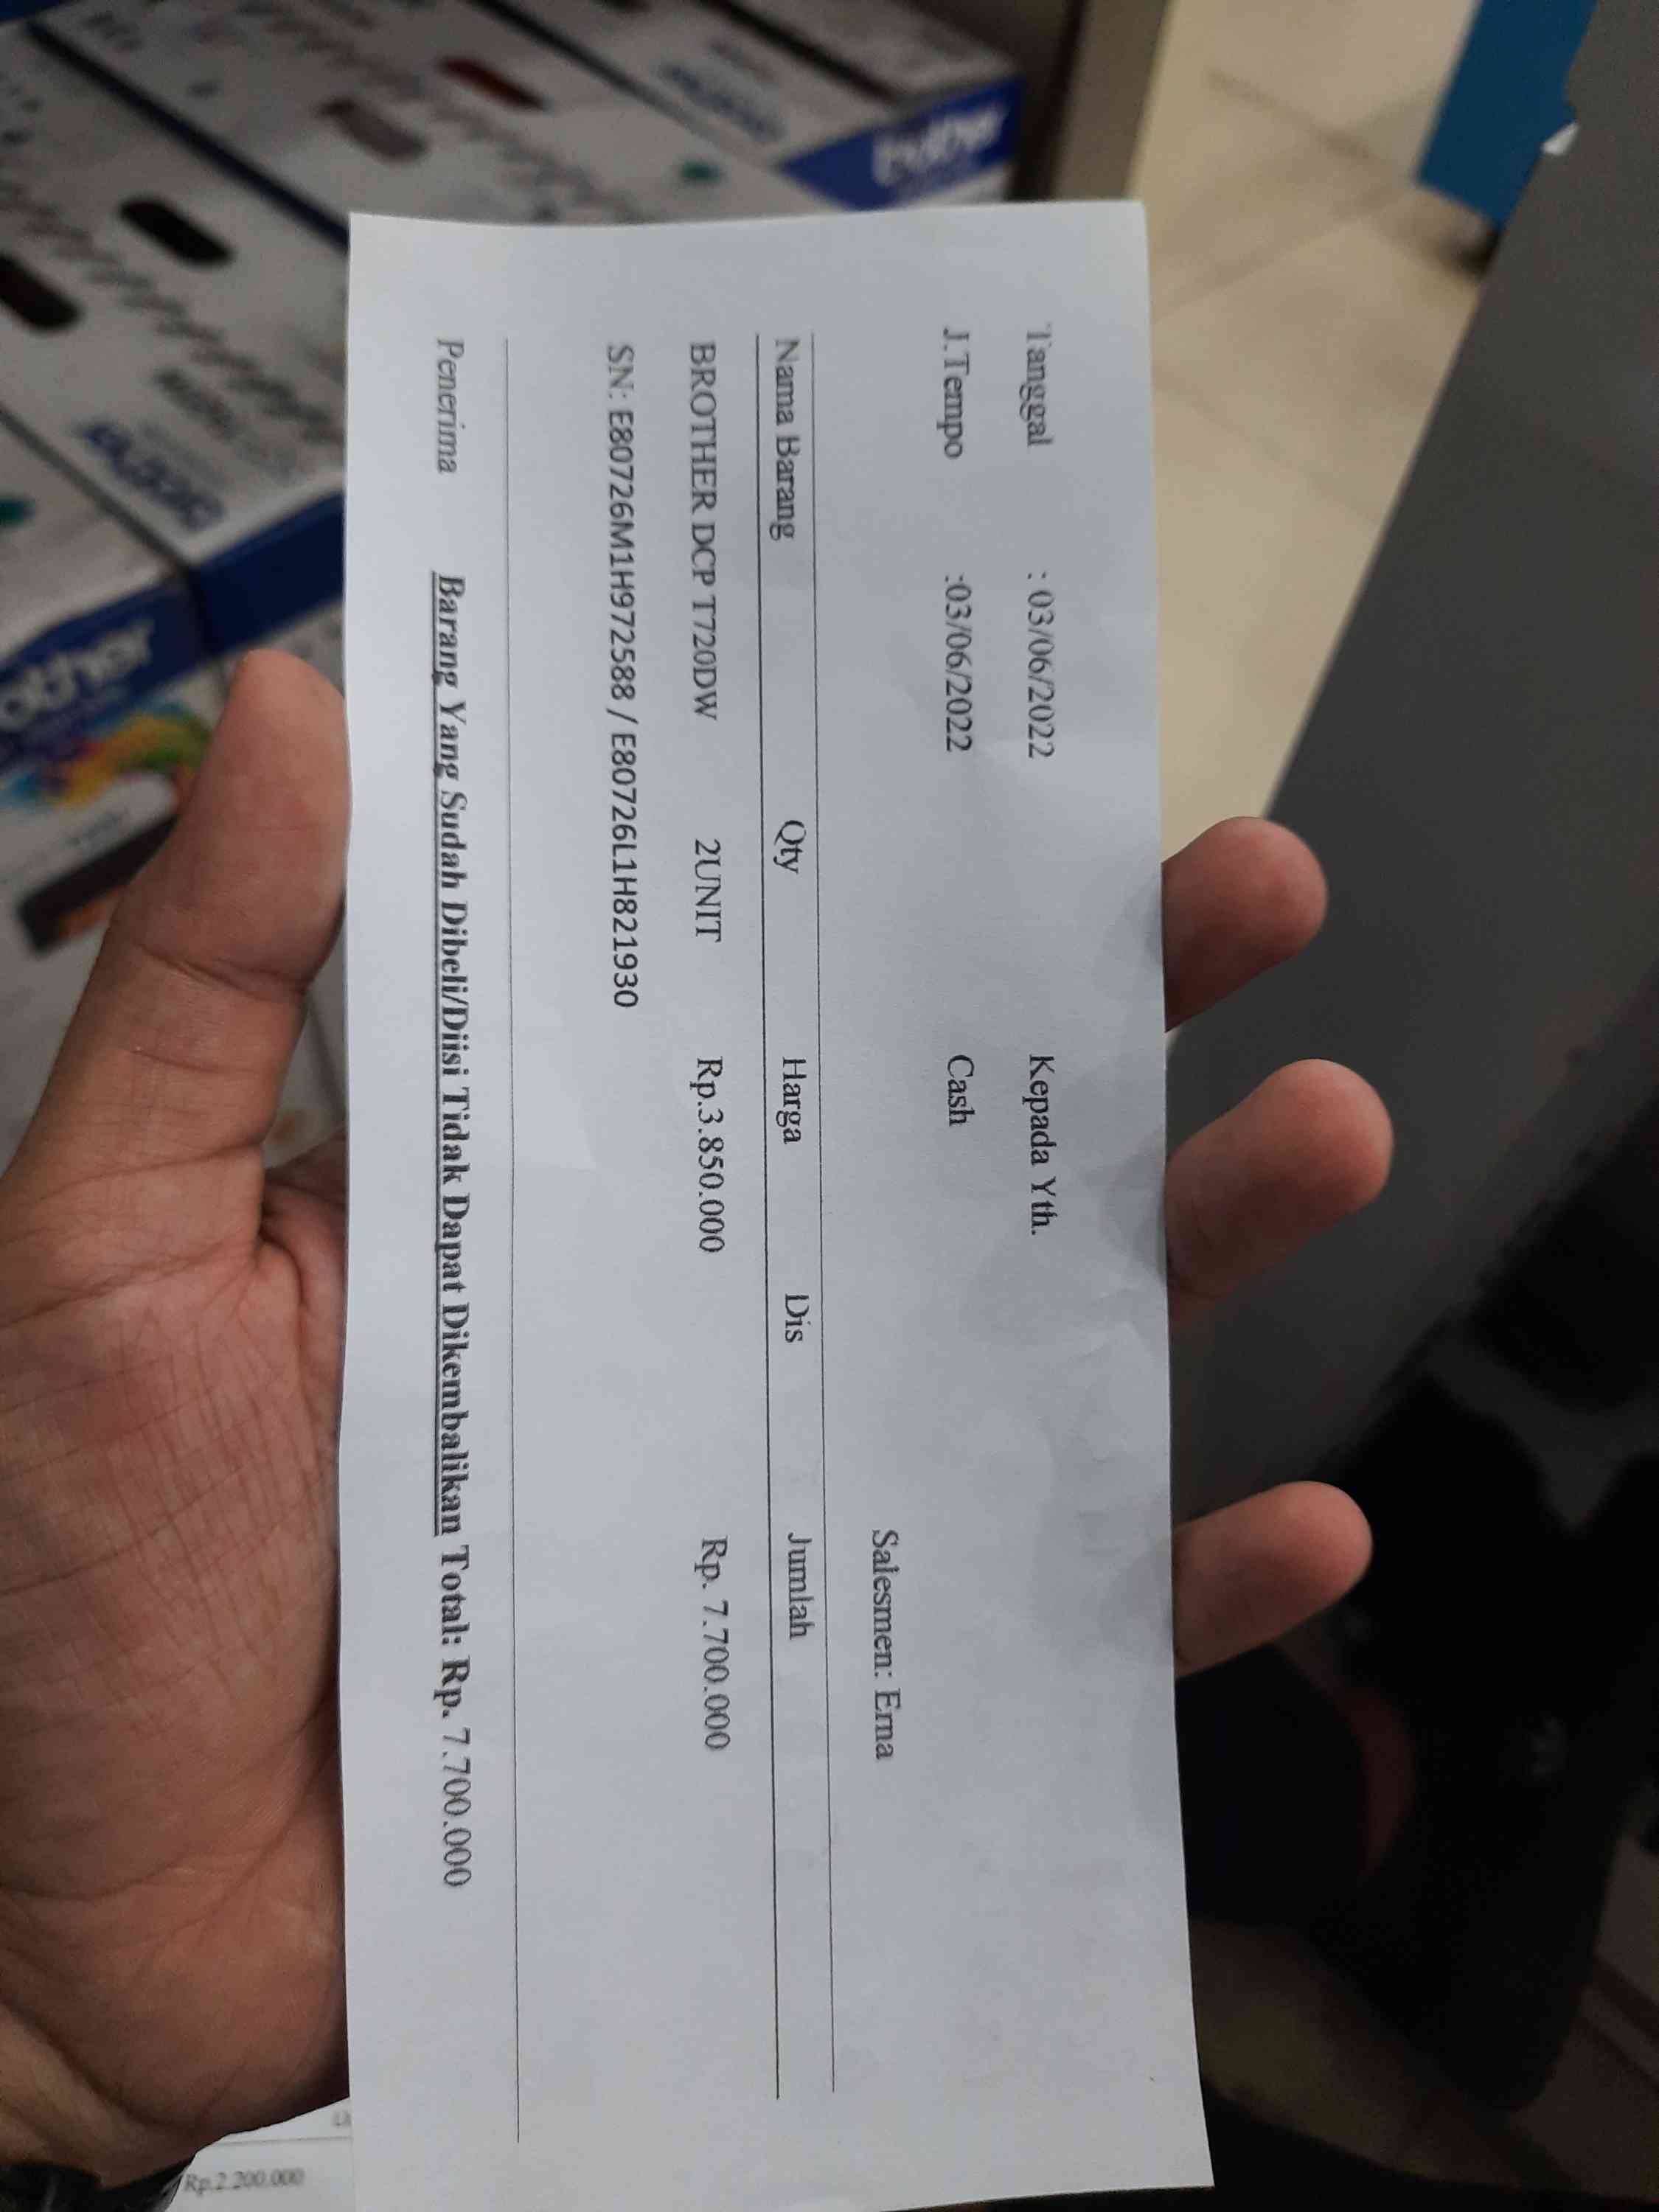 Tanggal : 03/06/2022 Kepada Yth.
J.Tempo :03/06/2022 Cash
Salesmen: Erna
Nama Barang Qty Harga Dis Jumlah
BROTHER DCP T720DW 2UNIT Rp.3.850.000 Rp. 7.700.000
SN: E80726M1H972588 / E80726L1H821930
Penerima Barang Yang Sudah Dibeli/Diisi Tidak Dapat Dikembalikan Total: Rp. 7.700.000
brother
brother
brother
Rp.2.200.000